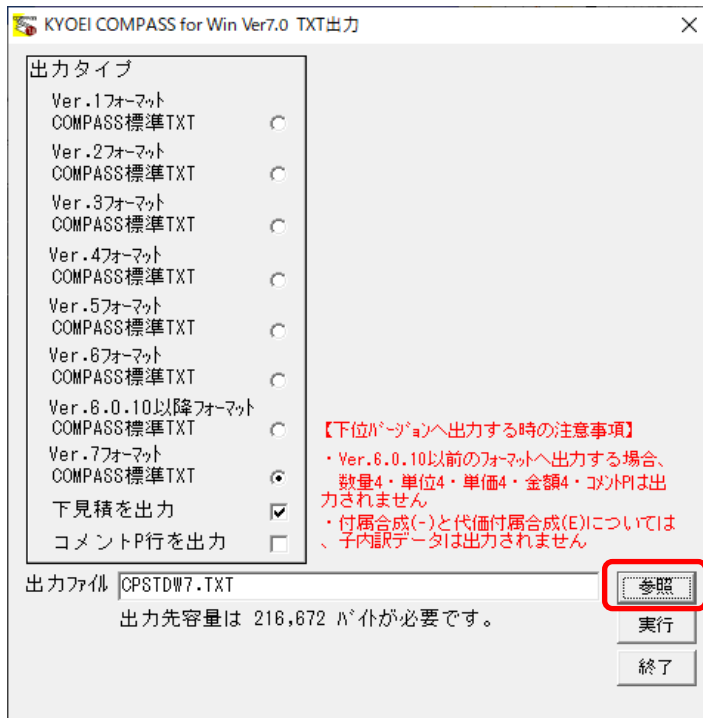 KYOEI COMPASS for Win Ver7.0 TXT出力
出力タイプ
Ver.1フォーマット
COMPASS標準TXT
Ver.2フォーマット
COMPASS標準TXT
Ver.3フォーマット
COMPASS標準TXT
Ver.4フォーマット
COMPASS標準TXT
Ver.5フォーマット
COMPASS標準TXT
Ver.6フォーマット
COMPASS標準TXT
Ver.6.0.10以降フォーマット
COMPASS標準TXT
Ver.7フォーマット
COMPASS標準TXT
下見積を出力
コメントP行を出力
【下位バージョンへ出力する時の注意事項】
・Ver.6.0.10以前のフォーマットへ出力する場合、
数量4・単位4・単価4・金額4・コメントPは出
力されません
・付属合成(-)と代価付属合成(E)については
、子内訳データは出力されません
出力ファイル CPSTDW7.TXT
参照
出力先容量は 216,672 バイトが必要です。
実行
終了